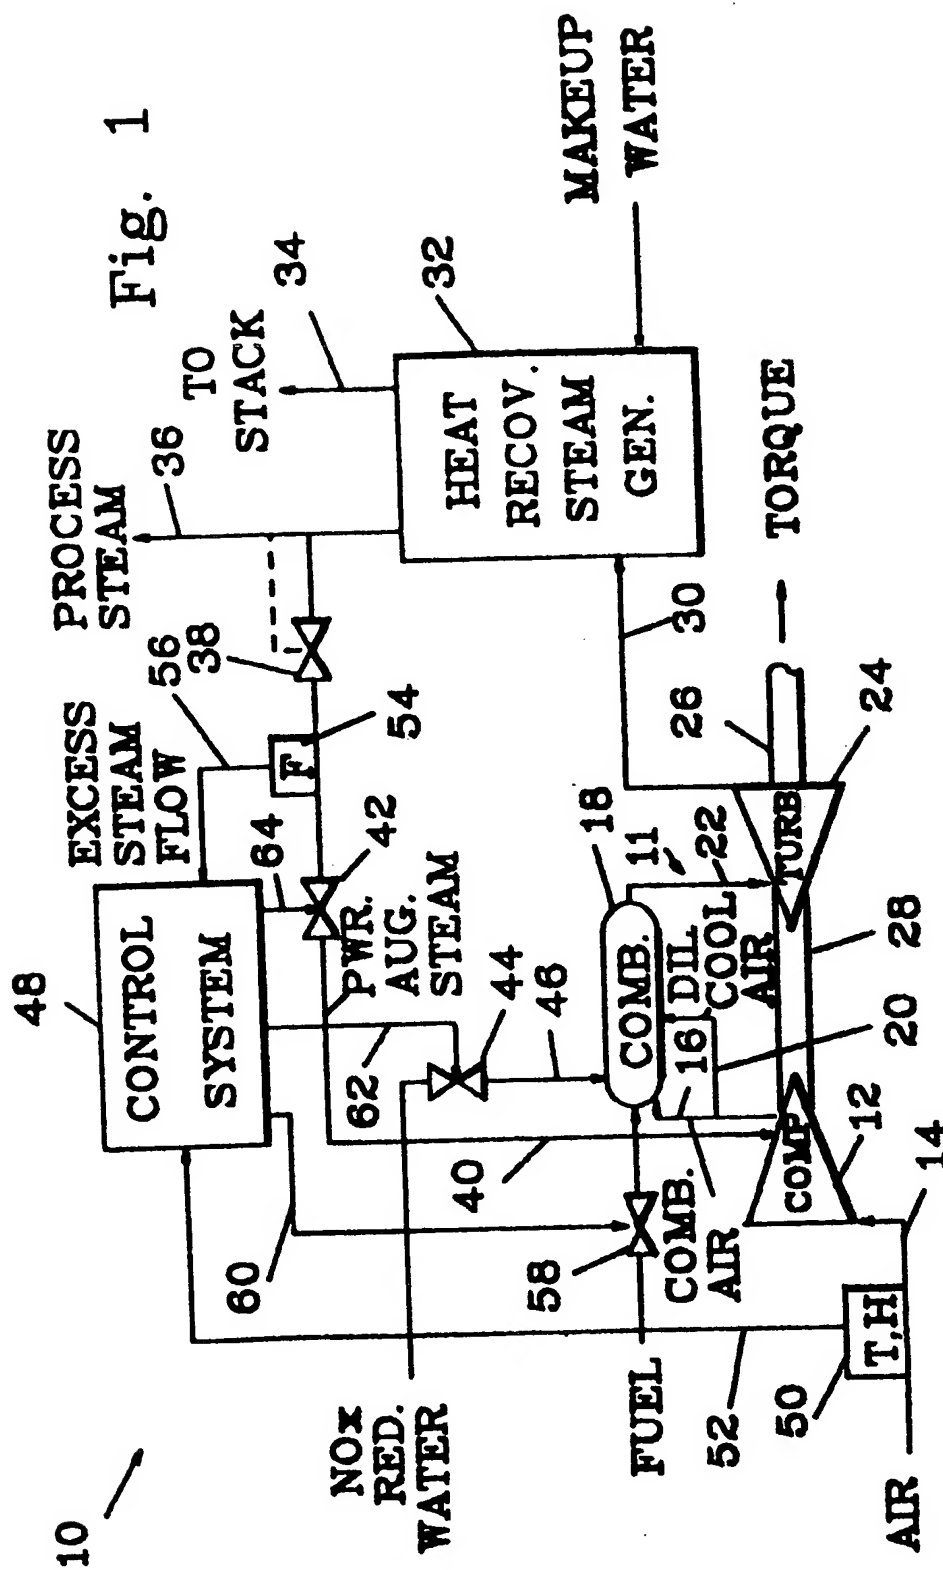 Fig. 1
10
48
CONTROL
SYSTEM
EXCESS
STEAM
FLOW
PROCESS
STEAM
36
TO
STACK
34
56
38
F
54
64
42
PWR.
AUG.
STEAM
60
62
44
46
40
NOx
RED.
WATER
32
HEAT
RECOV.
STEAM
GEN.
MAKEUP
WATER
30
FUEL
58
COMB.
AIR
COMB.
18
11
16
DIL
COOL
AIR
22
20
52
50
T,H
AIR
14
COMP
12
28
TURB
24
26
TORQUE